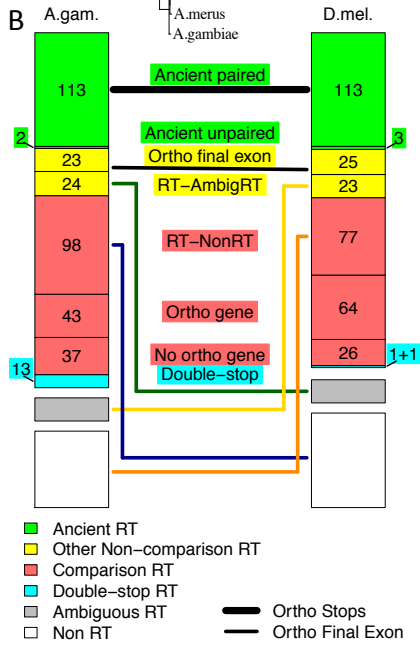 B
A.gam.
A.merus
A.gambiae
D.mel.
113
Ancient paired
113
2
Ancient unpaired
3
23
Ortho final exon
25
24
RT-AmbigRT
23
98
RT-NonRT
77
43
Ortho gene
64
37
No ortho gene
26
1+1
13
Double-stop
Ancient RT
Other Non-comparison RT
Comparison RT
Double-stop RT
Ambiguous RT
Ortho Stops
Non RT
Ortho Final Exon